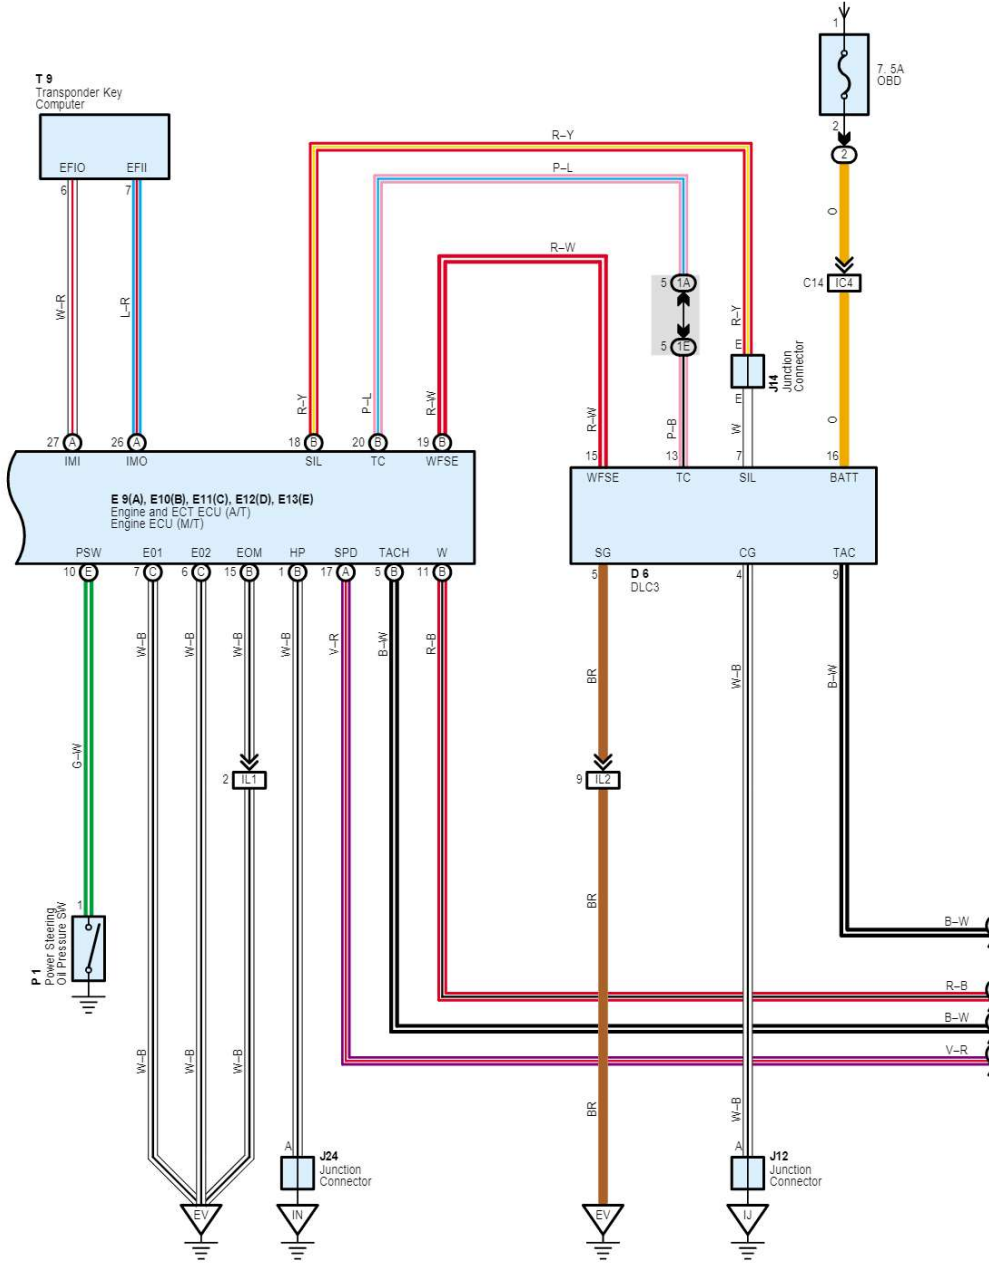 1
7. 5A
OBD
2
2
T 9
Transponder Key
Computer
EFIO
EFII
6
7
R–Y
P–L
R–W
O
W–R
L–R
5
1A
5
1E
R–Y
E
J14
Junction
Connector
E
C14
IC4
R–Y
P–L
R–W
R–W
P–B
W
O
27
A
26
A
18
B
20
B
19
B
15
13
7
16
IMI
IMO
SIL
TC
WFSE
WFSE
TC
SIL
BATT
E 9(A), E10(B), E11(C), E12(D), E13(E)
Engine and ECT ECU (A/T)
Engine ECU (M/T)
PSW
E01
E02
EOM
HP
SPD
TACH
W
SG
CG
TAC
10
E
7
C
6
C
15
B
1
B
17
A
5
B
11
B
5
D 6
DLC3
4
9
W–B
W–B
W–B
W–B
V–R
B–W
R–B
BR
W–B
B–W
G–W
2
IL1
9
IL2
1
P 1
Power Steering
Oil Pressure SW
BR
B–W
R–B
B–W
V–R
W–B
W–B
W–B
BR
W–B
A
J24
Junction
Connector
A
J12
Junction
Connector
EV
IN
EV
IJ